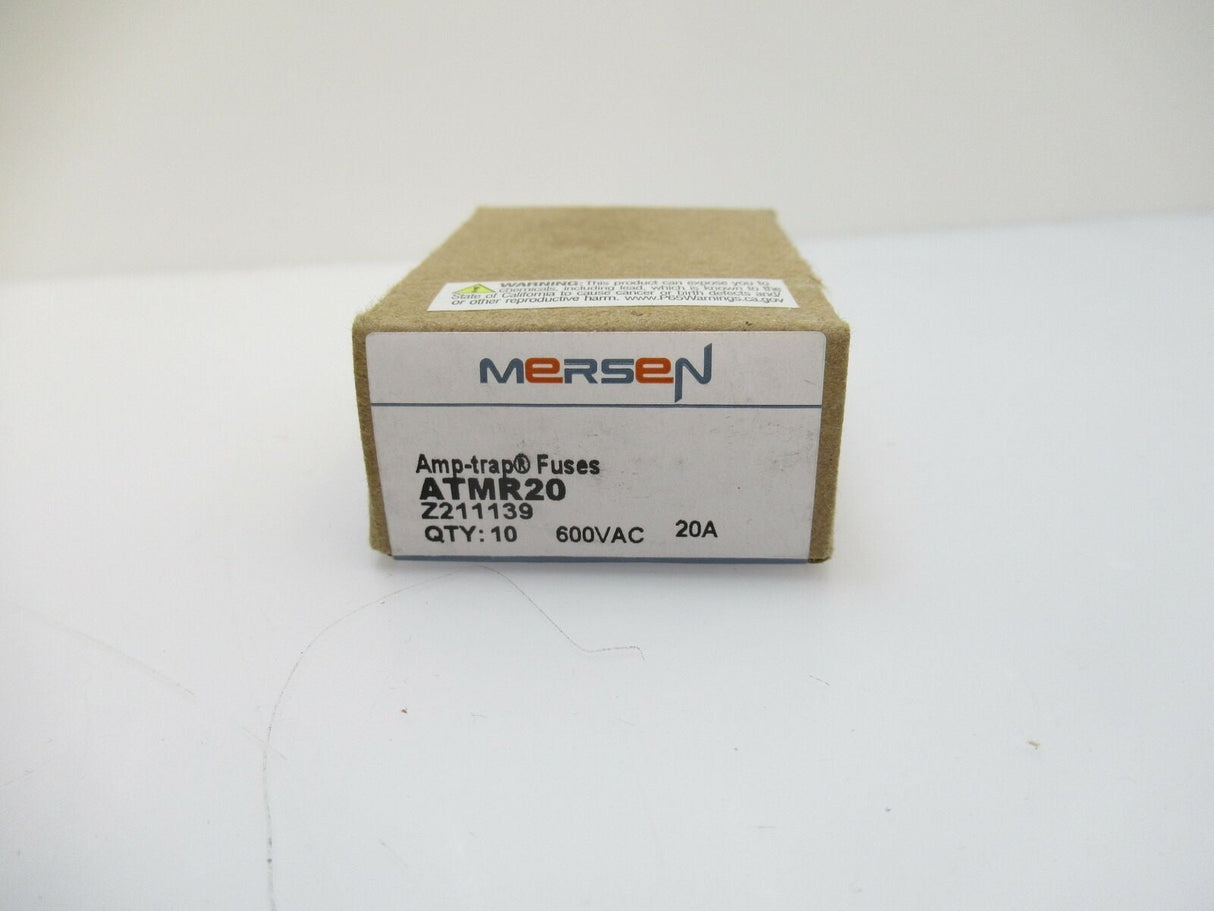 WARNING: This product can expose you to
chemicals, including lead, which is known to the
State of California to cause cancer or birth defects and/
or other reproductive harm. www.P65Warnings.ca.gov
MERSEN
Amp-trap® Fuses
ATMR20
Z211139
QTY: 10 600VAC 20A